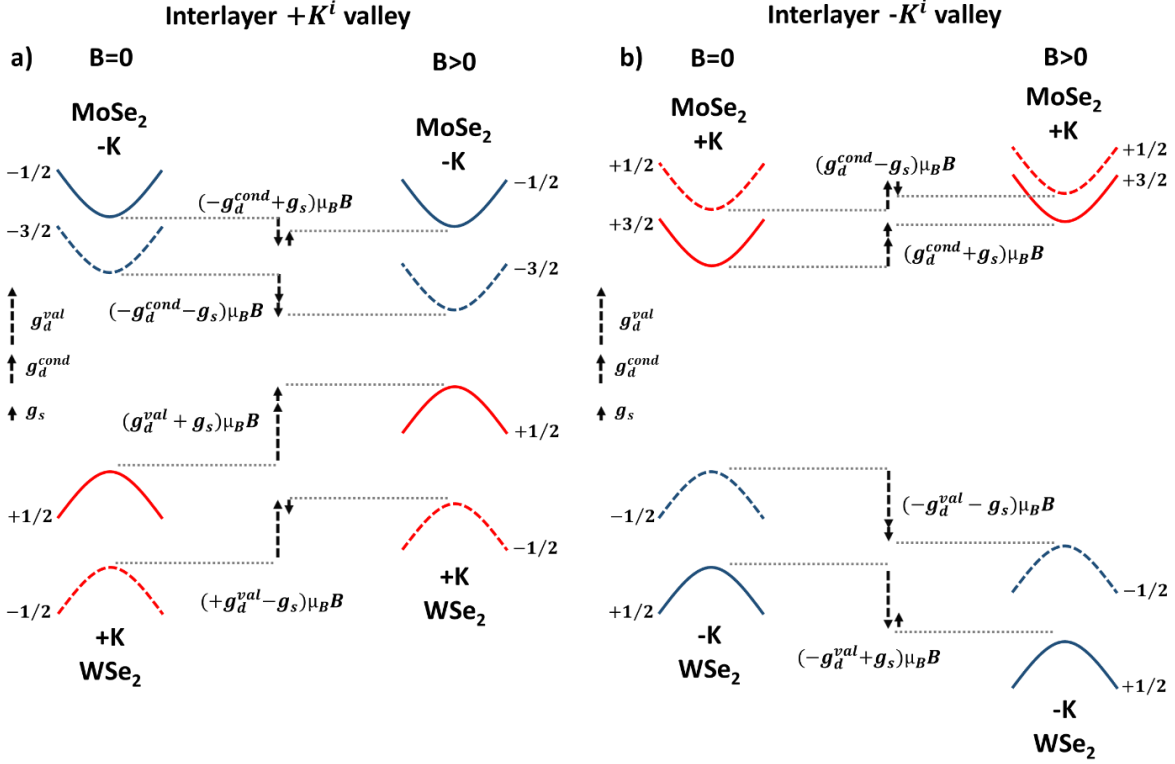 Interlayer +Kⁱ valley
a)
B=0
B>0
MoSe₂
-K
MoSe₂
-K
−1/2
−1/2
(−g_d^cond+g_s)μ_B B
−3/2
−3/2
(−g_d^cond−g_s)μ_B B
g_d^val
g_d^cond
g_s
(g_d^val + g_s)μ_B B
+1/2
+1/2
−1/2
−1/2
(+g_d^val−g_s)μ_B B
+K
WSe₂
+K
WSe₂
Interlayer -Kⁱ valley
b)
B=0
B>0
MoSe₂
+K
MoSe₂
+K
+1/2
+1/2
(g_d^cond−g_s)μ_B B
+3/2
+3/2
(g_d^cond+g_s)μ_B B
g_d^val
g_d^cond
g_s
−1/2
(−g_d^val − g_s)μ_B B
−1/2
+1/2
(−g_d^val+g_s)μ_B B
+1/2
-K
WSe₂
-K
WSe₂